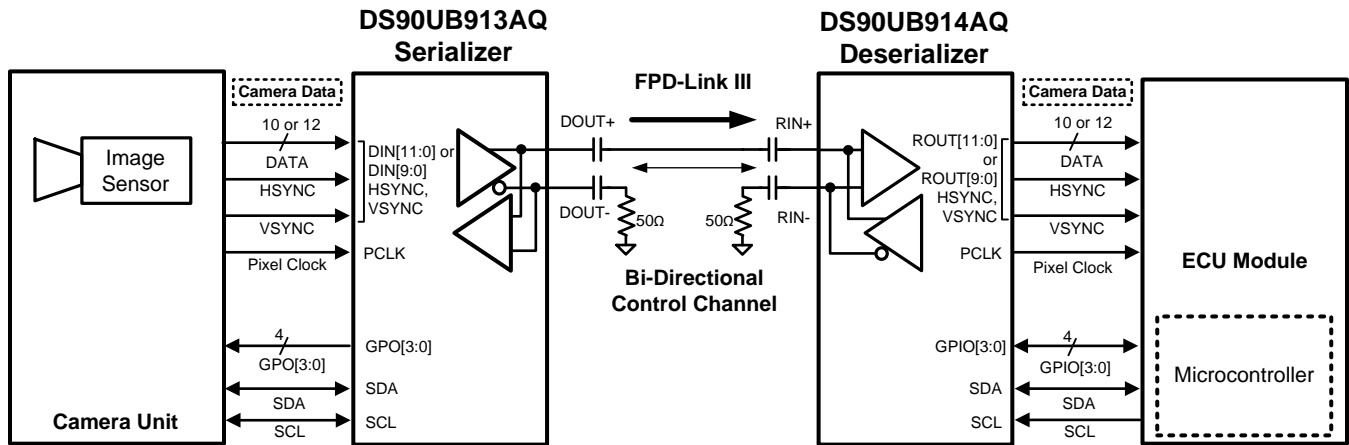 DS90UB913AQ
Serializer
DS90UB914AQ
Deserializer
FPD-Link III
Camera Data
10 or 12
DATA
HSYNC
VSYNC
Pixel Clock
4
GPO[3:0]
SDA
SCL
Image
Sensor
Camera Unit
DIN[11:0] or
DIN[9:0]
HSYNC,
VSYNC
PCLK
GPO[3:0]
SDA
SCL
DOUT+
DOUT-
50Ω
RIN+
RIN-
50Ω
Bi-Directional
Control Channel
ROUT[11:0]
or
ROUT[9:0]
HSYNC,
VSYNC
PCLK
GPIO[3:0]
SDA
SCL
Camera Data
10 or 12
DATA
HSYNC
VSYNC
Pixel Clock
4
GPIO[3:0]
SDA
SCL
ECU Module
Microcontroller